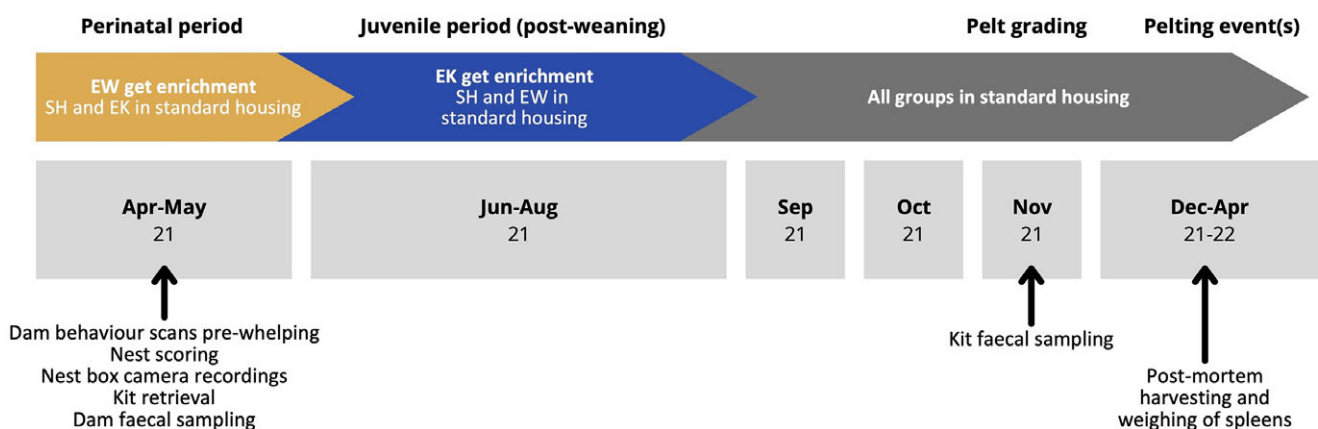 Perinatal period
Juvenile period (post-weaning)
Pelt grading
Pelting event(s)
EW get enrichment
SH and EK in standard housing
EK get enrichment
SH and EW in
standard housing
All groups in standard housing
Apr-May
21
Jun-Aug
21
Sep
21
Oct
21
Nov
21
Dec-Apr
21-22
Dam behaviour scans pre-whelping
Nest scoring
Nest box camera recordings
Kit retrieval
Dam faecal sampling
Kit faecal sampling
Post-mortem
harvesting and
weighing of spleens